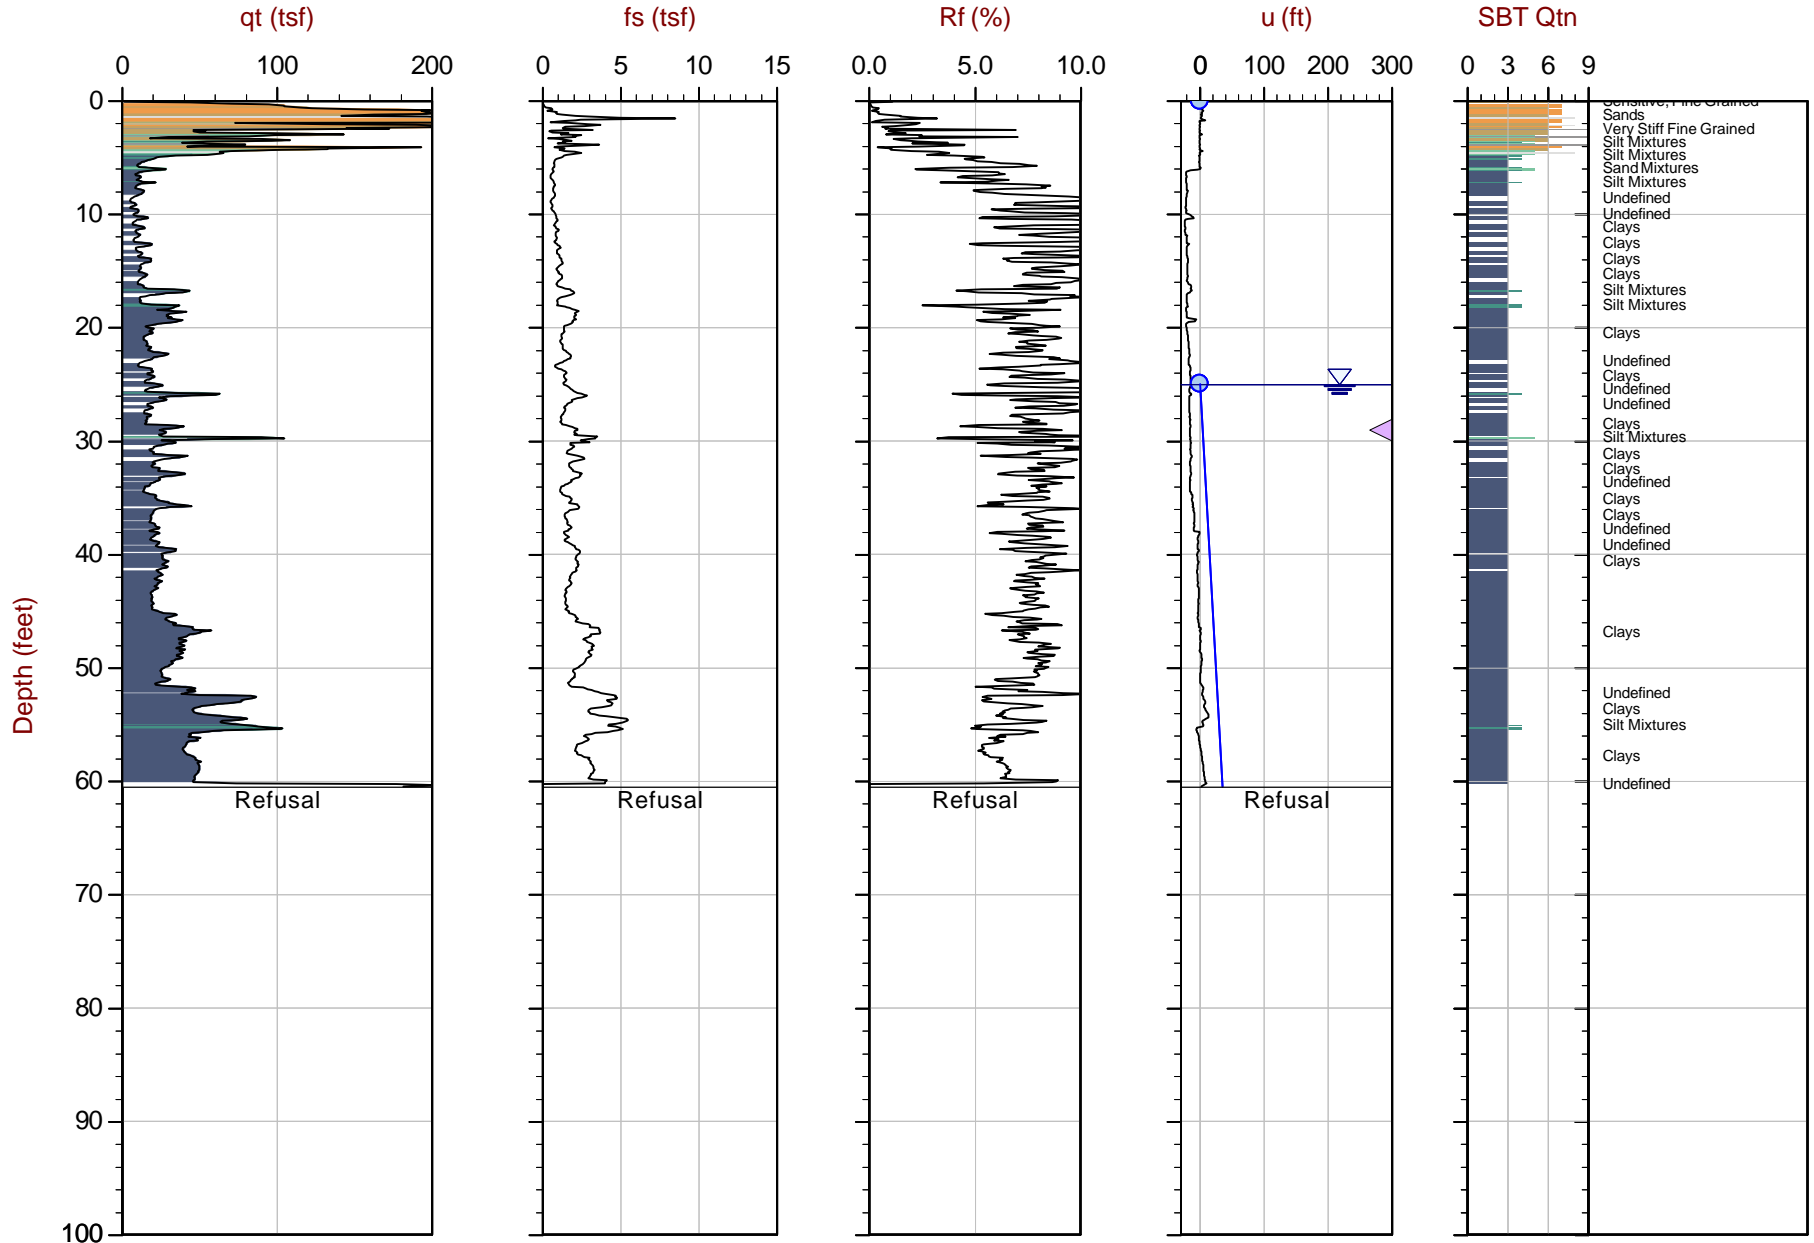 qt (tsf)
fs (tsf)
Rf (%)
u (ft)
SBT Qtn
0 100 200
0 5 10 15
0.0 5.0 10.0
0 100 200 300
0 3 6 9
0
10
20
30
40
50
60
70
80
90
100
Depth (feet)
Sensitive, Fine Grained
Sands
Very Stiff Fine Grained
Silt Mixtures
Silt Mixtures
Sand Mixtures
Silt Mixtures
Undefined
Undefined
Clays
Clays
Clays
Clays
Silt Mixtures
Silt Mixtures
Clays
Undefined
Clays
Undefined
Undefined
Clays
Silt Mixtures
Clays
Clays
Undefined
Clays
Clays
Undefined
Undefined
Clays
Clays
Undefined
Clays
Silt Mixtures
Clays
Undefined
Refusal
Refusal
Refusal
Refusal